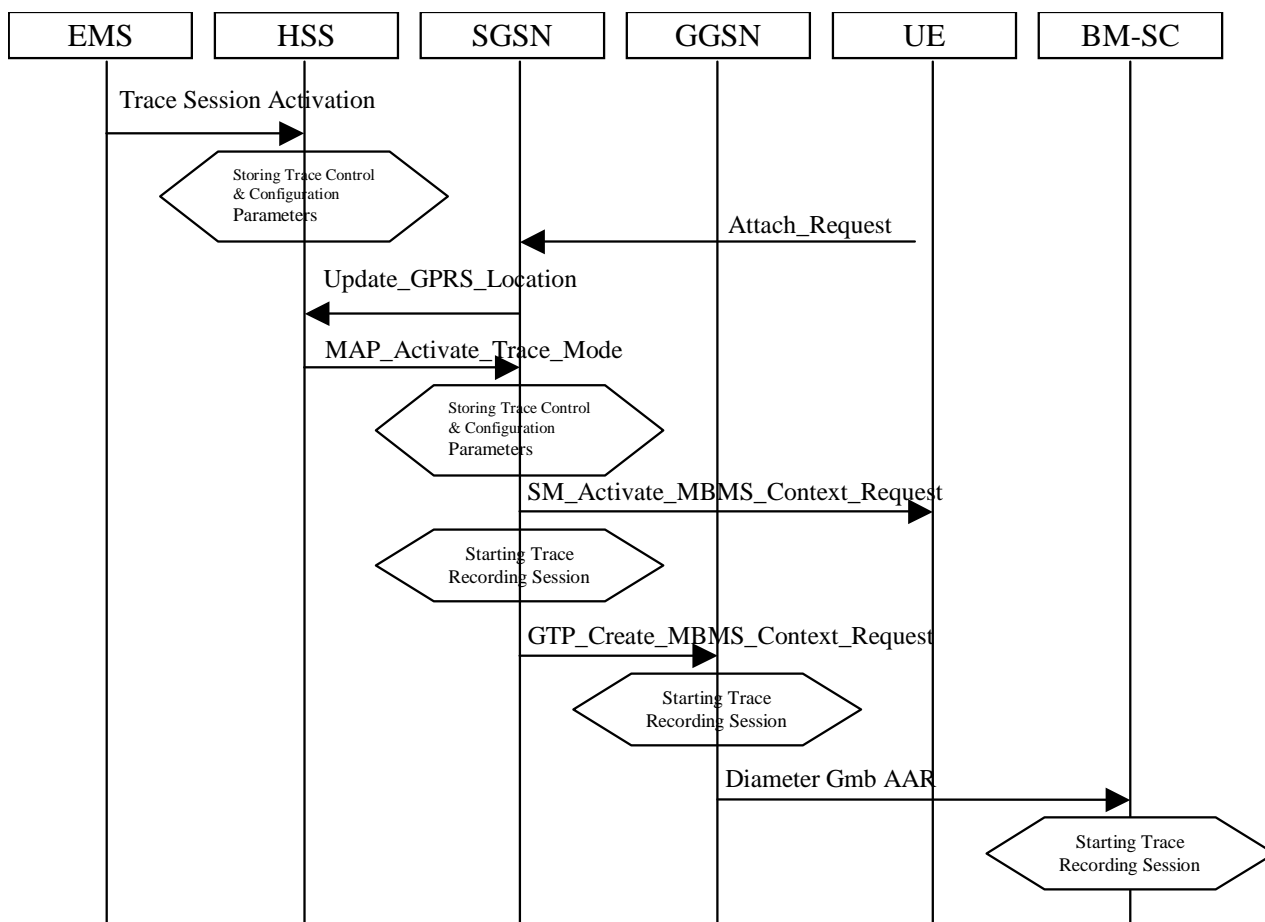 EMS
HSS
SGSN
GGSN
UE
BM-SC
Trace Session Activation
Storing Trace Control
& Configuration
Parameters
Attach_Request
Update_GPRS_Location
MAP_Activate_Trace_Mode
Storing Trace Control
& Configuration
Parameters
SM_Activate_MBMS_Context_Request
Starting Trace
Recording Session
GTP_Create_MBMS_Context_Request
Starting Trace
Recording Session
Diameter Gmb AAR
Starting Trace
Recording Session